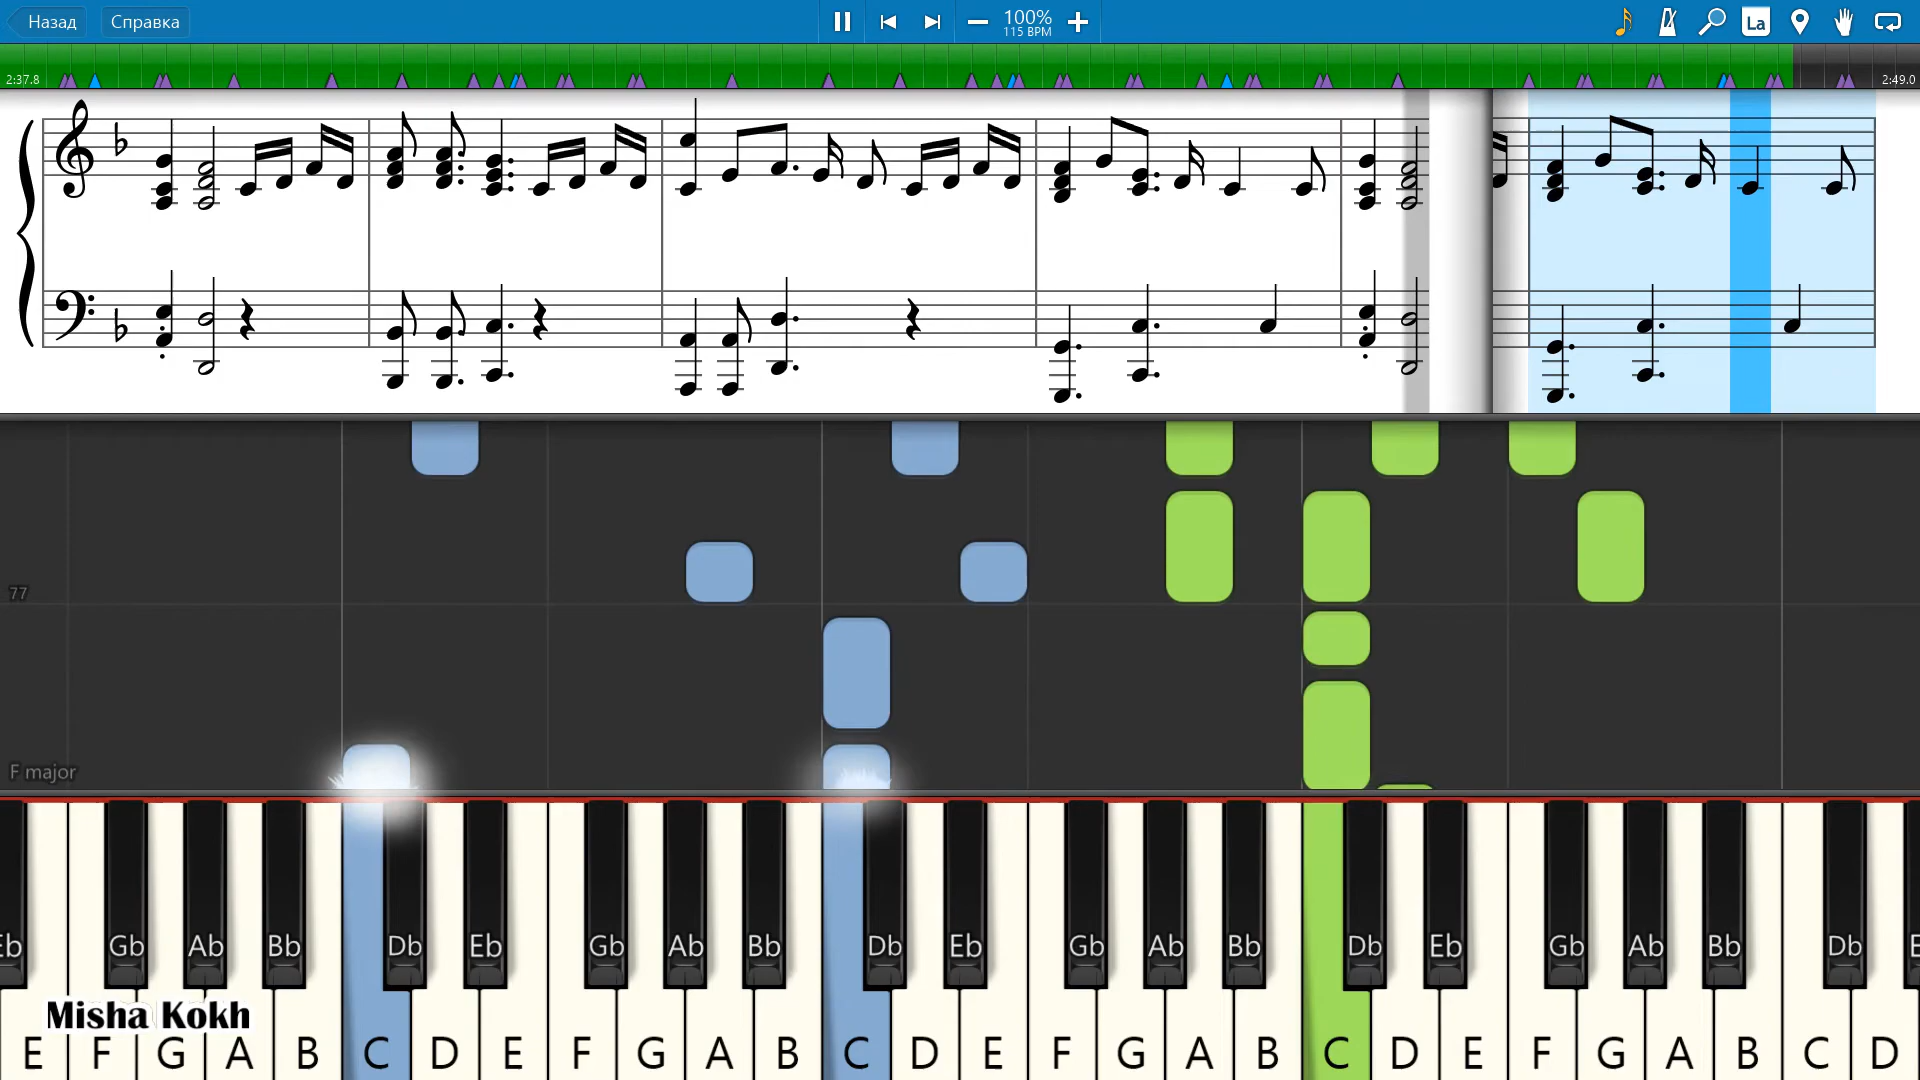 Назад Справка 100% La
115 BPM
2:37.8 2:49.0
77
F major
Eb Gb Ab Bb Db Eb Gb Ab Bb Db Eb Gb Ab Bb Db Eb Gb Ab Bb Db E
Misha Kokh
E F G A B C D E F G A B C D E F G A B C D E F G A B C D